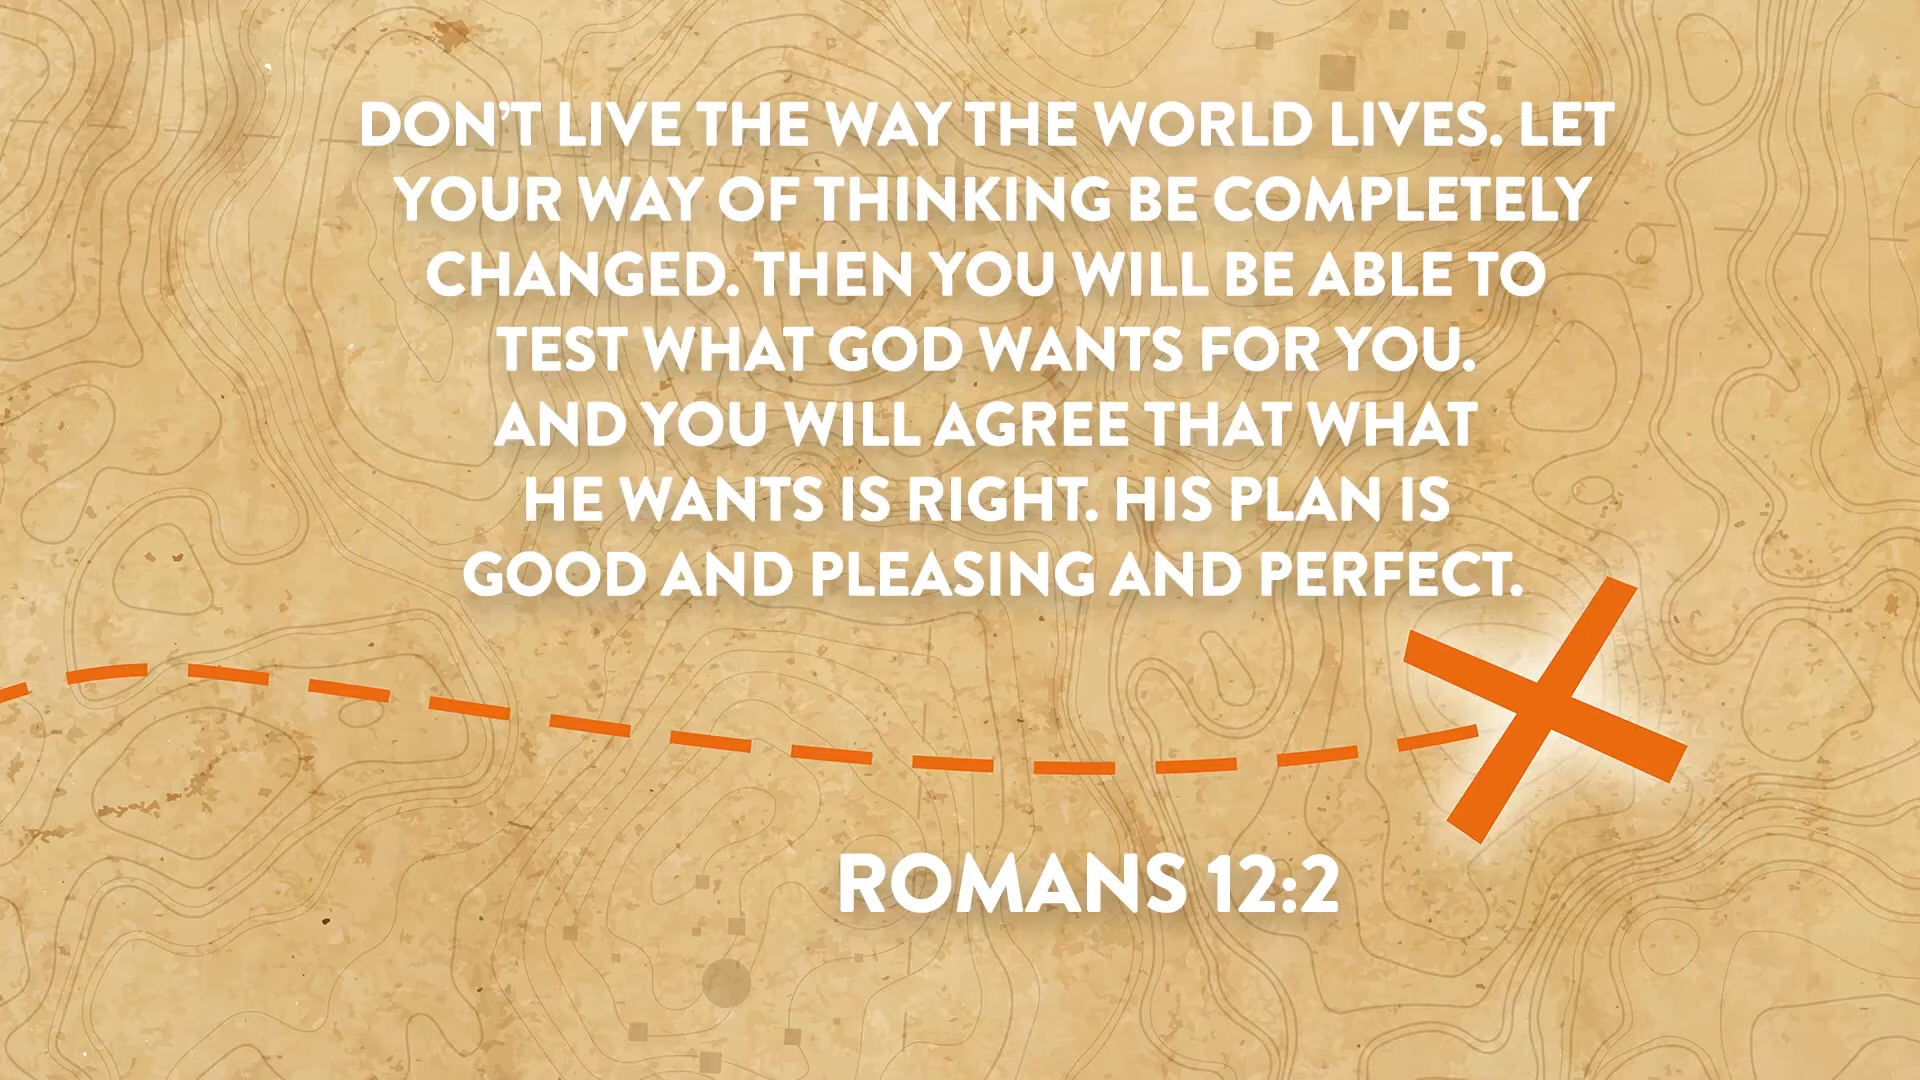 DON'T LIVE THE WAY THE WORLD LIVES. LET
YOUR WAY OF THINKING BE COMPLETELY
CHANGED. THEN YOU WILL BE ABLE TO
TEST WHAT GOD WANTS FOR YOU.
AND YOU WILL AGREE THAT WHAT
HE WANTS IS RIGHT. HIS PLAN IS
GOOD AND PLEASING AND PERFECT.
ROMANS 12:2